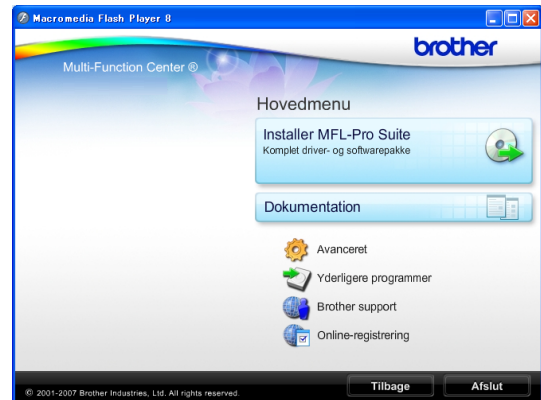 Macromedia Flash Player 8
brother
Multi-Function Center ®
Hovedmenu
Installer MFL-Pro Suite
Komplet driver- og softwarepakke
Dokumentation
Avanceret
Yderligere programmer
Brother support
Online-registrering
© 2001-2007 Brother Industries, Ltd. All rights reserved.
Tilbage
Afslut